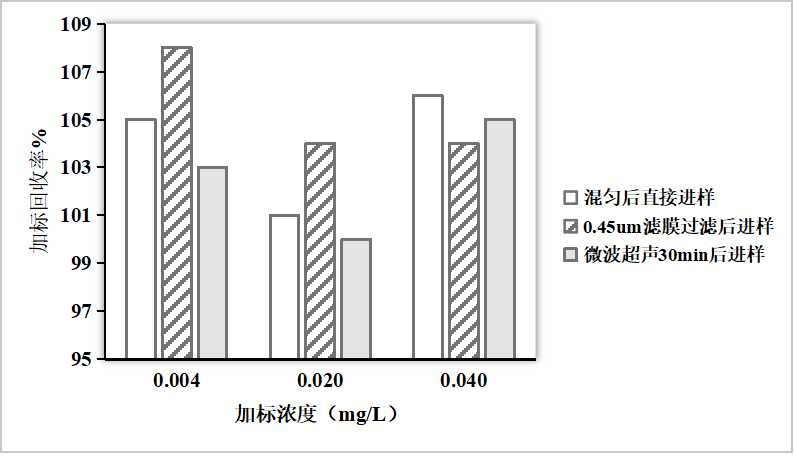 109
107
105
103
101
99
97
95
加标回收率%
0.004
0.020
0.040
加标浓度（mg/L）
混匀后直接进样
0.45um滤膜过滤后进样
微波超声30min后进样